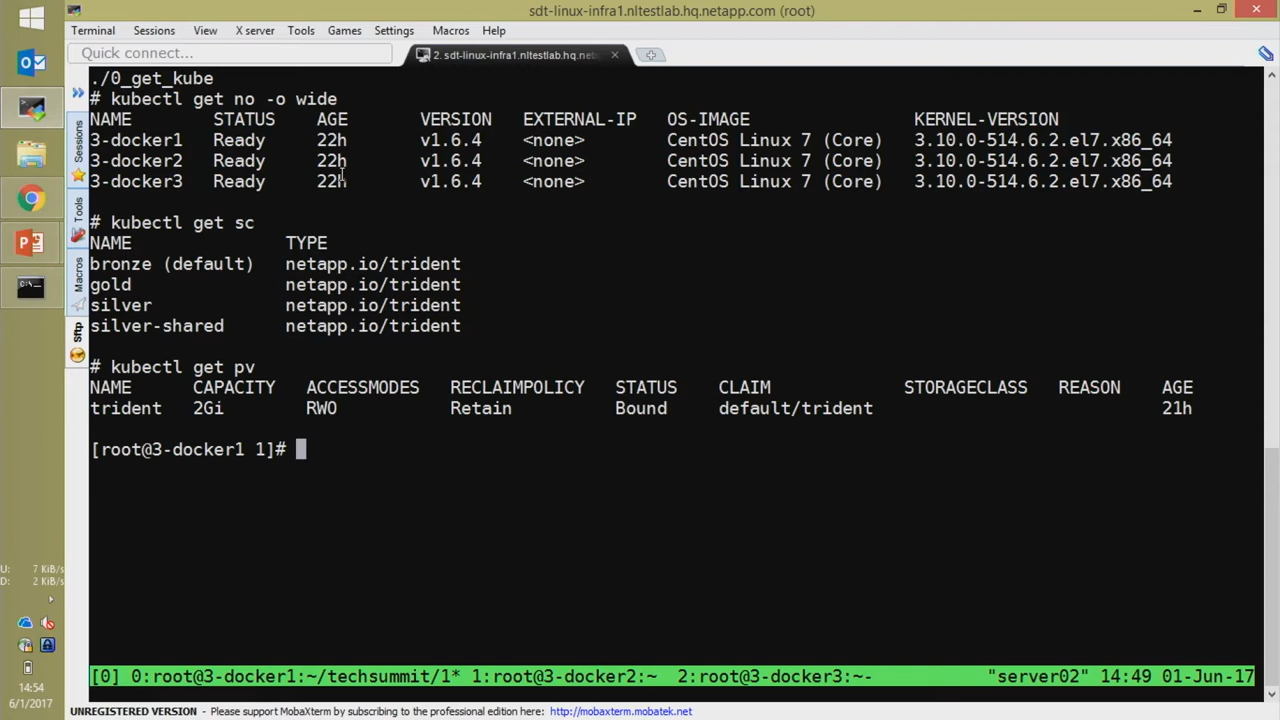 sdt-linux-infra1.nltestlab.hq.netapp.com (root)
Terminal Sessions View X server Tools Games Settings Macros Help
Quick connect...
2. sdt-linux-infra1.nltestlab.hq.neta
./0_get_kube
# kubectl get no -o wide
NAME STATUS AGE VERSION EXTERNAL-IP OS-IMAGE KERNEL-VERSION
3-docker1 Ready 22h v1.6.4 <none> CentOS Linux 7 (Core) 3.10.0-514.6.2.el7.x86_64
3-docker2 Ready 22h v1.6.4 <none> CentOS Linux 7 (Core) 3.10.0-514.6.2.el7.x86_64
3-docker3 Ready 22h v1.6.4 <none> CentOS Linux 7 (Core) 3.10.0-514.6.2.el7.x86_64
# kubectl get sc
NAME TYPE
bronze (default) netapp.io/trident
gold netapp.io/trident
silver netapp.io/trident
silver-shared netapp.io/trident
# kubectl get pv
NAME CAPACITY ACCESSMODES RECLAIMPOLICY STATUS CLAIM STORAGECLASS REASON AGE
trident 2Gi RWO Retain Bound default/trident 21h
[root@3-docker1 1]#
[0] 0:root@3-docker1:~/techsummit/1* 1:root@3-docker2:~ 2:root@3-docker3:~- "server02" 14:49 01-Jun-17
UNREGISTERED VERSION - Please support MobaXterm by subscribing to the professional edition here: http://mobaxterm.mobatek.net
Sessions
Tools
Macros
Sftp
U: 7 KiB/s
D: 2 KiB/s
14:54
6/1/2017